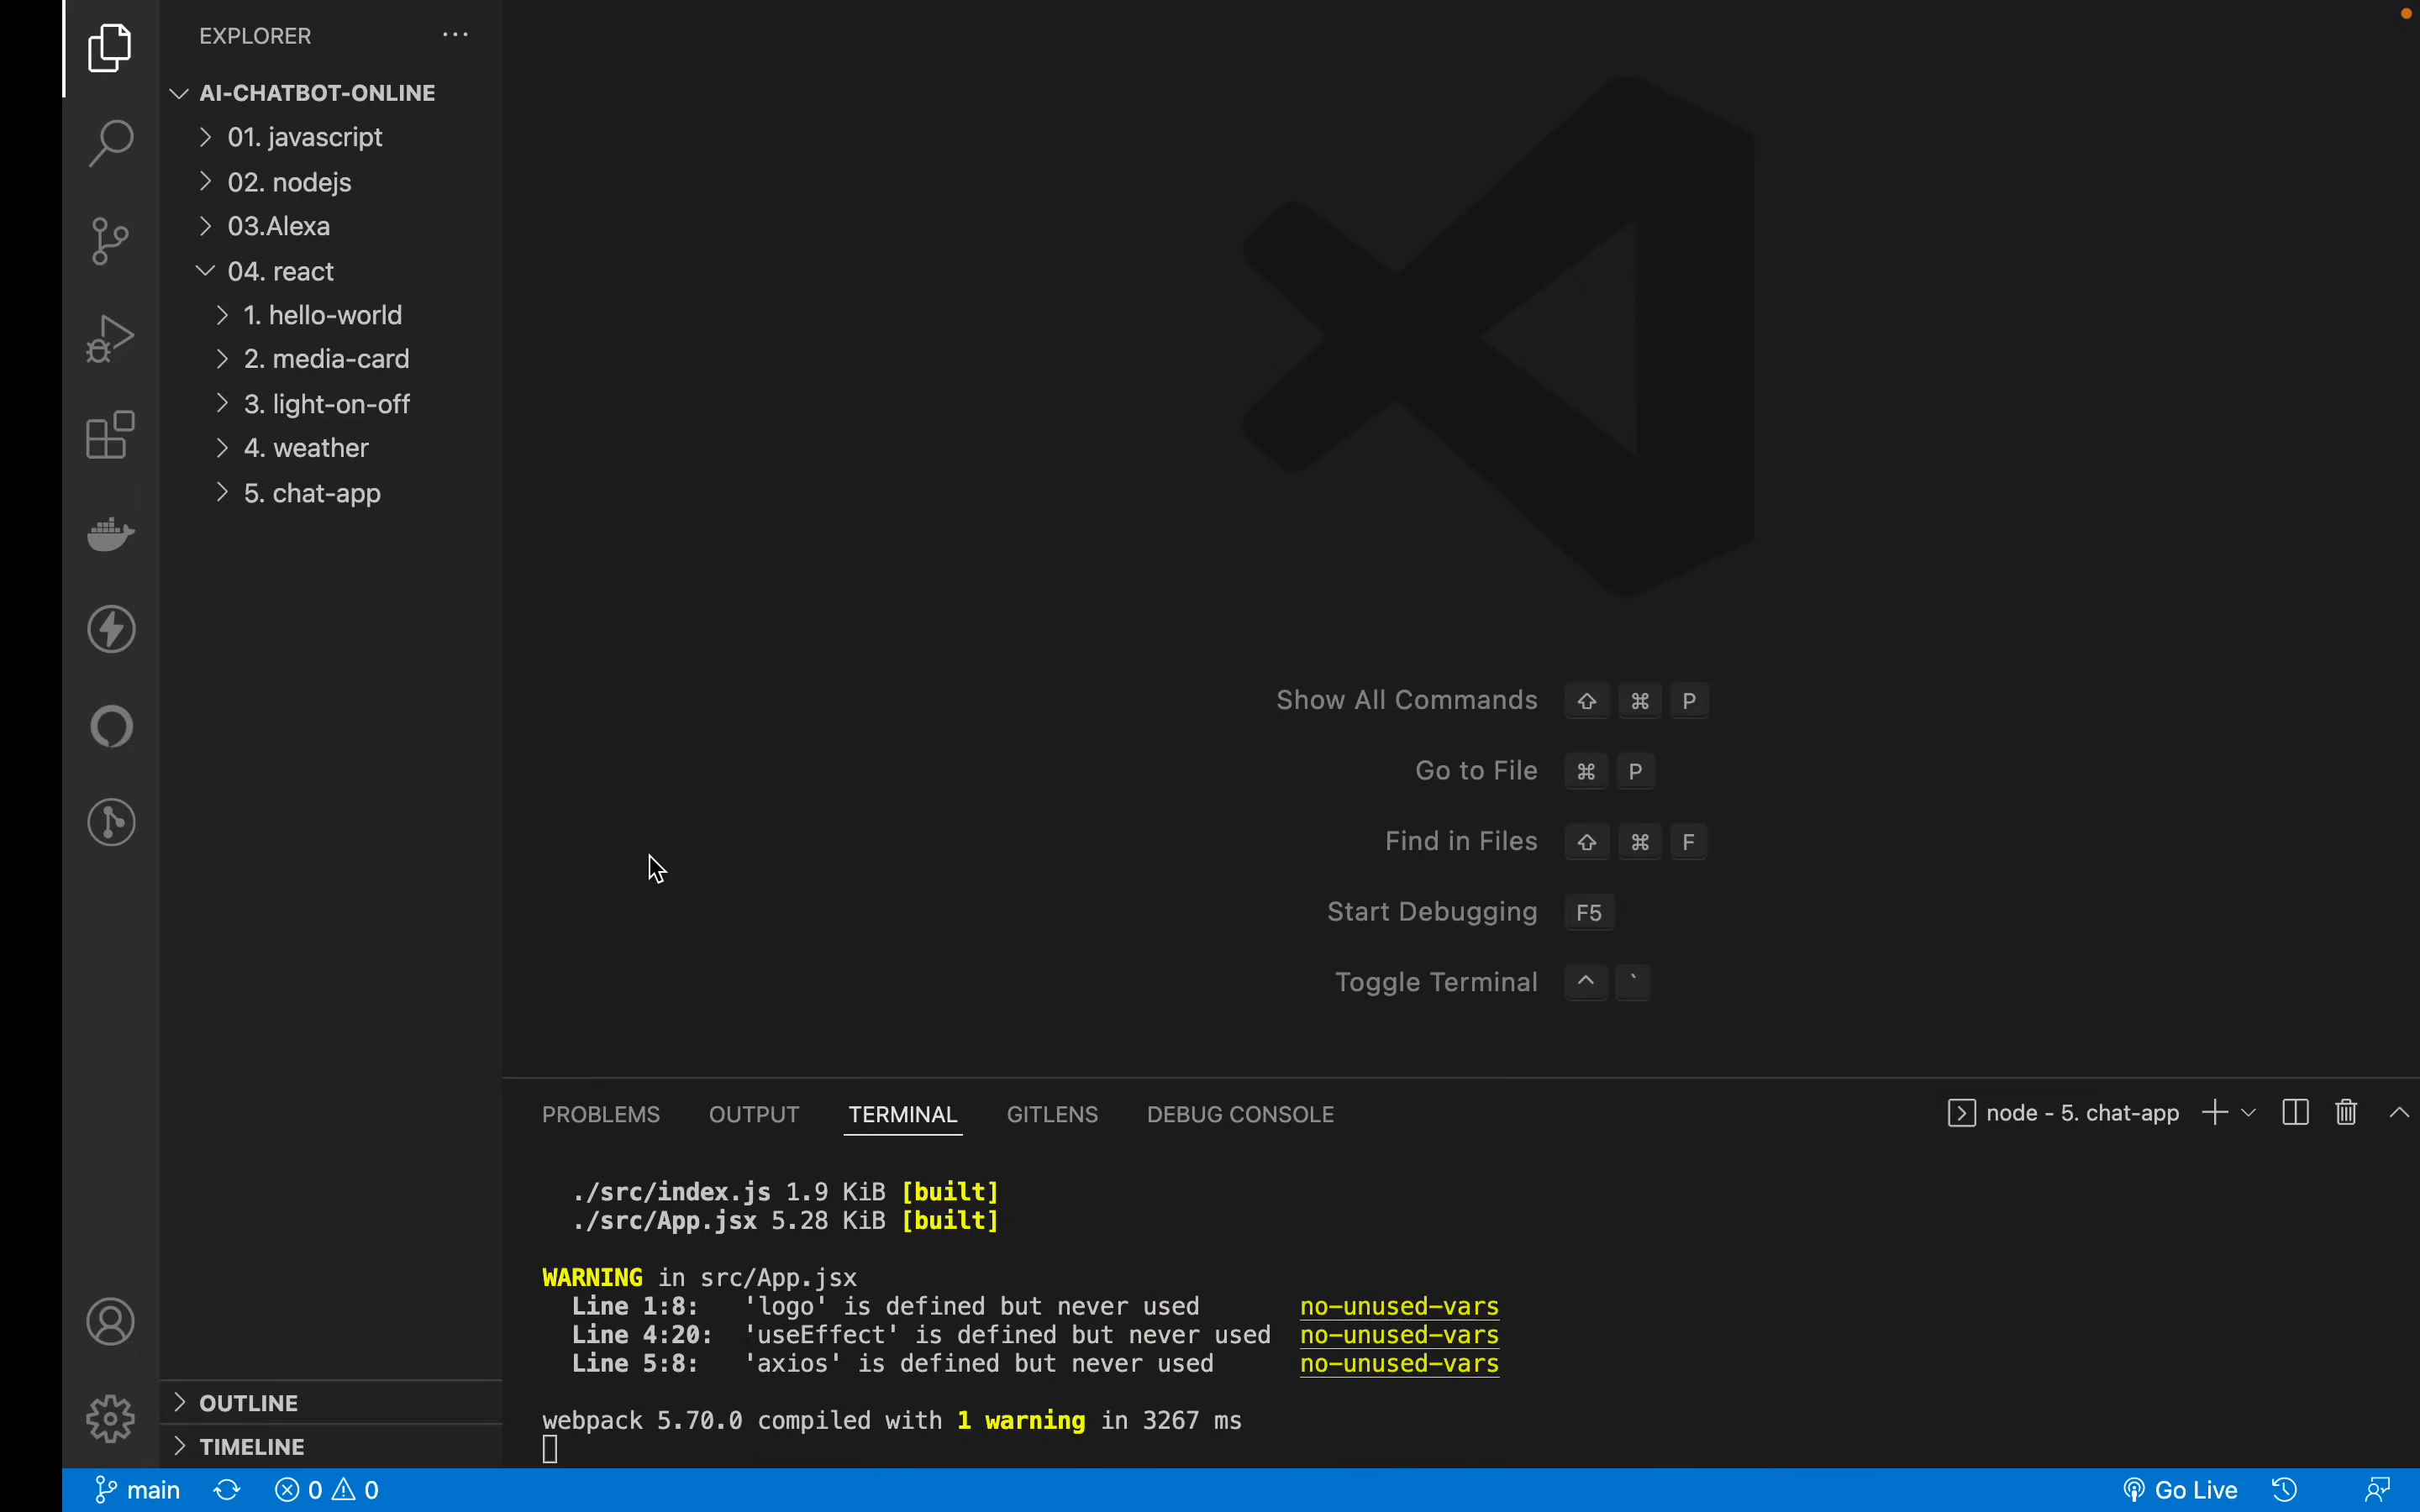 EXPLORER
AI-CHATBOT-ONLINE
01. javascript
02. nodejs
03.Alexa
04. react
1. hello-world
2. media-card
3. light-on-off
4. weather
5. chat-app
OUTLINE
TIMELINE
Show All Commands ⇧ ⌘ P
Go to File ⌘ P
Find in Files ⇧ ⌘ F
Start Debugging F5
Toggle Terminal ^ `
PROBLEMS OUTPUT TERMINAL GITLENS DEBUG CONSOLE node - 5. chat-app
./src/index.js 1.9 KiB [built]
./src/App.jsx 5.28 KiB [built]
WARNING in src/App.jsx
Line 1:8: 'logo' is defined but never used no-unused-vars
Line 4:20: 'useEffect' is defined but never used no-unused-vars
Line 5:8: 'axios' is defined but never used no-unused-vars
webpack 5.70.0 compiled with 1 warning in 3267 ms
main 0 0 Go Live